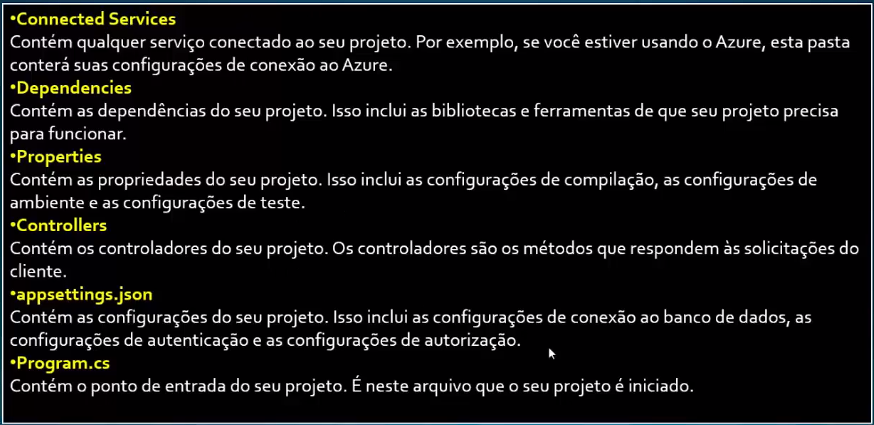 •Connected Services
Contém qualquer serviço conectado ao seu projeto. Por exemplo, se você estiver usando o Azure, esta pasta
conterá suas configurações de conexão ao Azure.
•Dependencies
Contém as dependências do seu projeto. Isso inclui as bibliotecas e ferramentas de que seu projeto precisa
para funcionar.
•Properties
Contém as propriedades do seu projeto. Isso inclui as configurações de compilação, as configurações de
ambiente e as configurações de teste.
•Controllers
Contém os controladores do seu projeto. Os controladores são os métodos que respondem às solicitações do
cliente.
•appsettings.json
Contém as configurações do seu projeto. Isso inclui as configurações de conexão ao banco de dados, as
configurações de autenticação e as configurações de autorização.
•Program.cs
Contém o ponto de entrada do seu projeto. É neste arquivo que o seu projeto é iniciado.